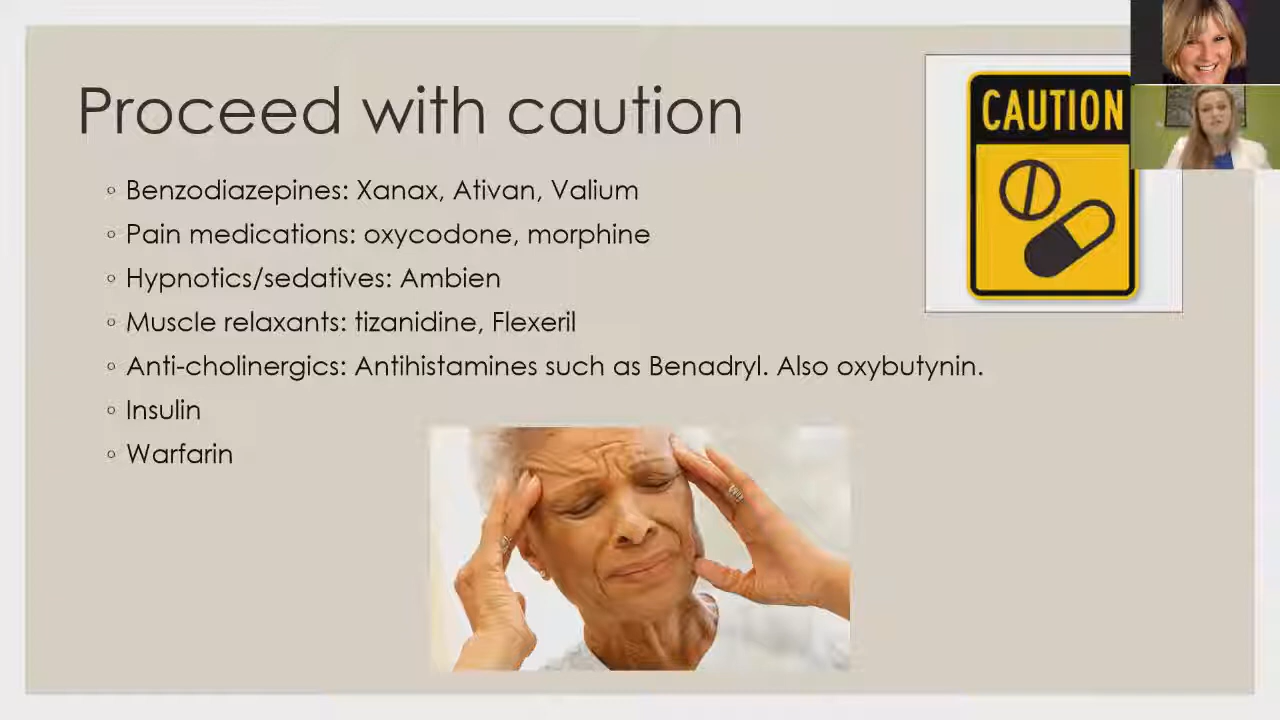 Proceed with caution
CAUTION
◦ Benzodiazepines: Xanax, Ativan, Valium
◦ Pain medications: oxycodone, morphine
◦ Hypnotics/sedatives: Ambien
◦ Muscle relaxants: tizanidine, Flexeril
◦ Anti-cholinergics: Antihistamines such as Benadryl. Also oxybutynin.
◦ Insulin
◦ Warfarin